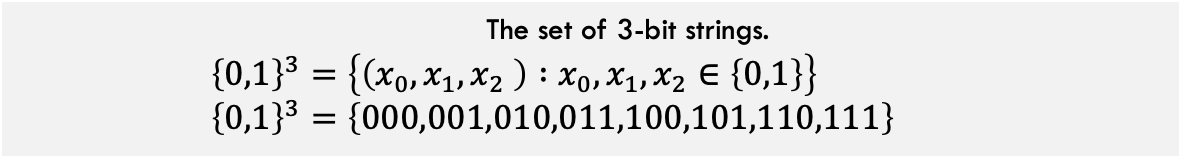 The set of 3-bit strings.
{0,1}³ = {(x₀, x₁, x₂ ) : x₀, x₁, x₂ ∈ {0,1}}
{0,1}³ = {000,001,010,011,100,101,110,111}